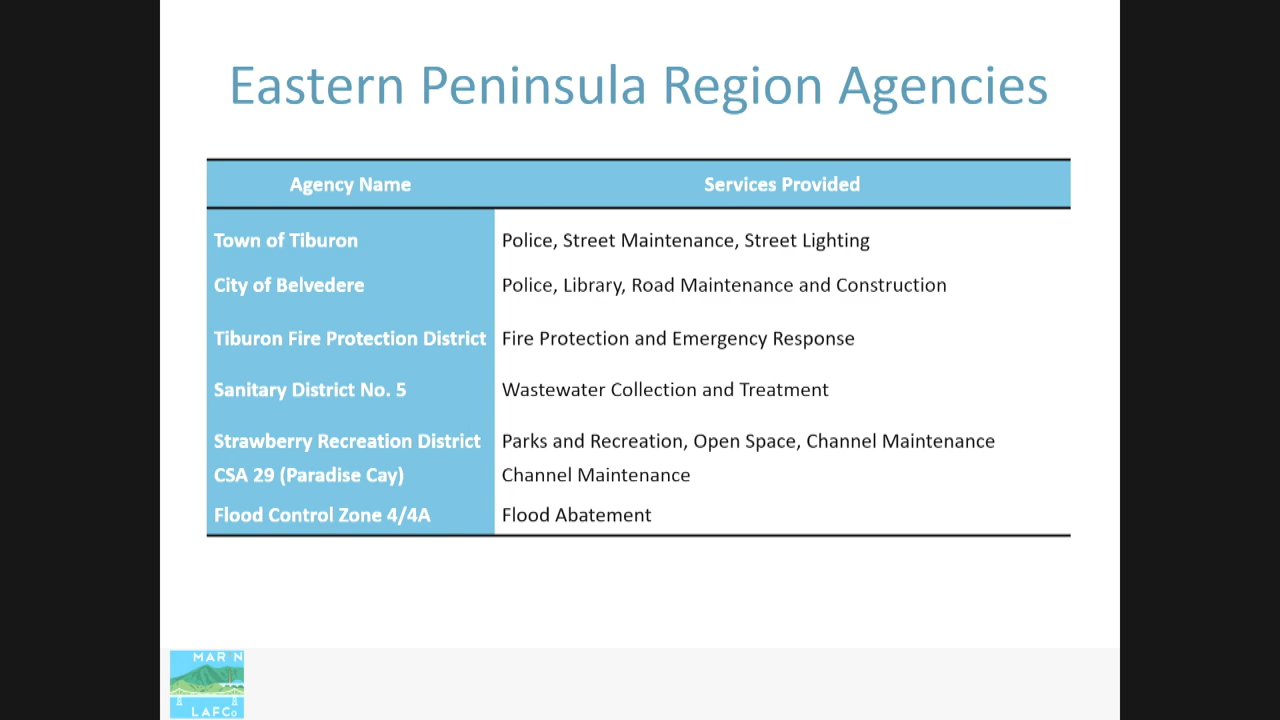 Eastern Peninsula Region Agencies
Agency Name Services Provided
Town of Tiburon Police, Street Maintenance, Street Lighting
City of Belvedere Police, Library, Road Maintenance and Construction
Tiburon Fire Protection District Fire Protection and Emergency Response
Sanitary District No. 5 Wastewater Collection and Treatment
Strawberry Recreation District Parks and Recreation, Open Space, Channel Maintenance
CSA 29 (Paradise Cay) Channel Maintenance
Flood Control Zone 4/4A Flood Abatement
MARIN
LAFCo